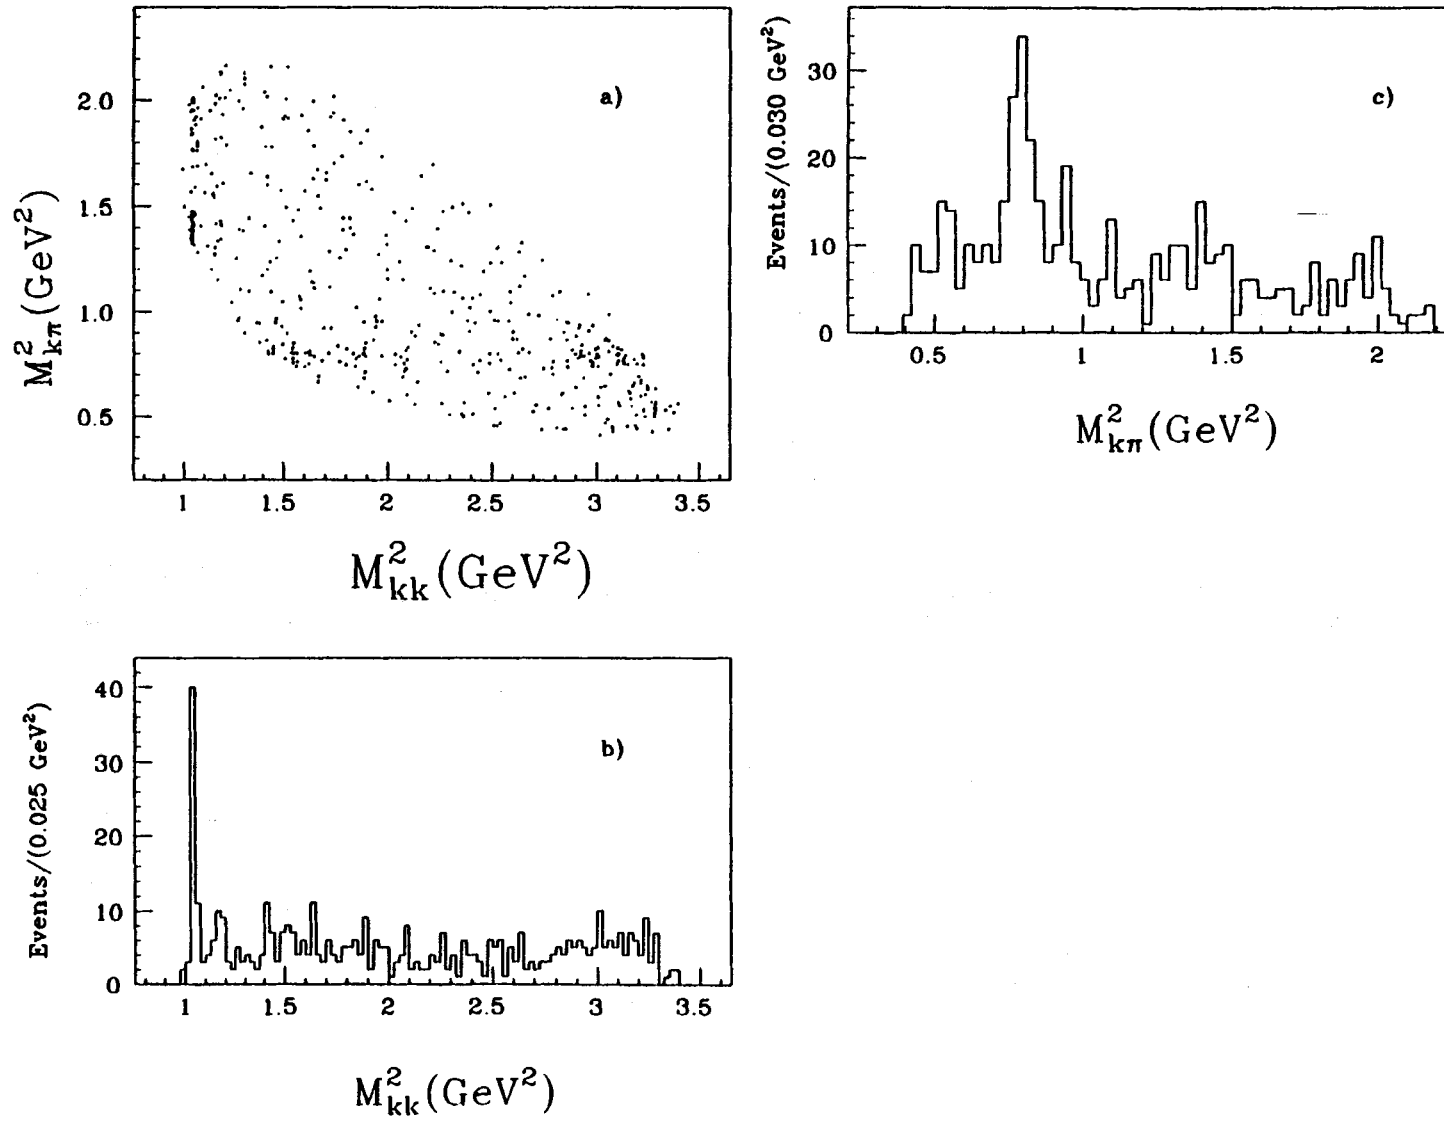 a)
2.0
1.5
1.0
0.5
M²kπ(GeV²)
1 1.5 2 2.5 3 3.5
M²kk(GeV²)
c)
30
20
10
0
Events/(0.030 GeV²)
0.5 1 1.5 2
M²kπ(GeV²)
b)
40
30
20
10
0
Events/(0.025 GeV²)
1 1.5 2 2.5 3 3.5
M²kk(GeV²)